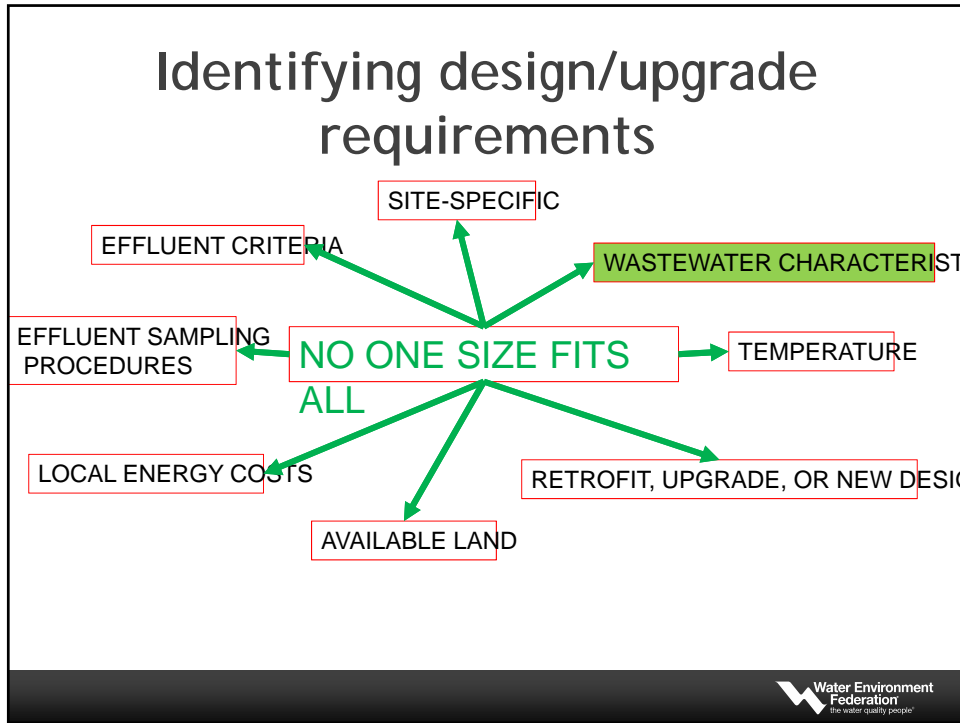 Identifying design/upgrade
requirements
SITE-SPECIFIC
EFFLUENT CRITERIA
WASTEWATER CHARACTERIST
EFFLUENT SAMPLING
PROCEDURES
NO ONE SIZE FITS
ALL
TEMPERATURE
LOCAL ENERGY COSTS
RETROFIT, UPGRADE, OR NEW DESIG
AVAILABLE LAND
Water Environment
Federation
the water quality people®